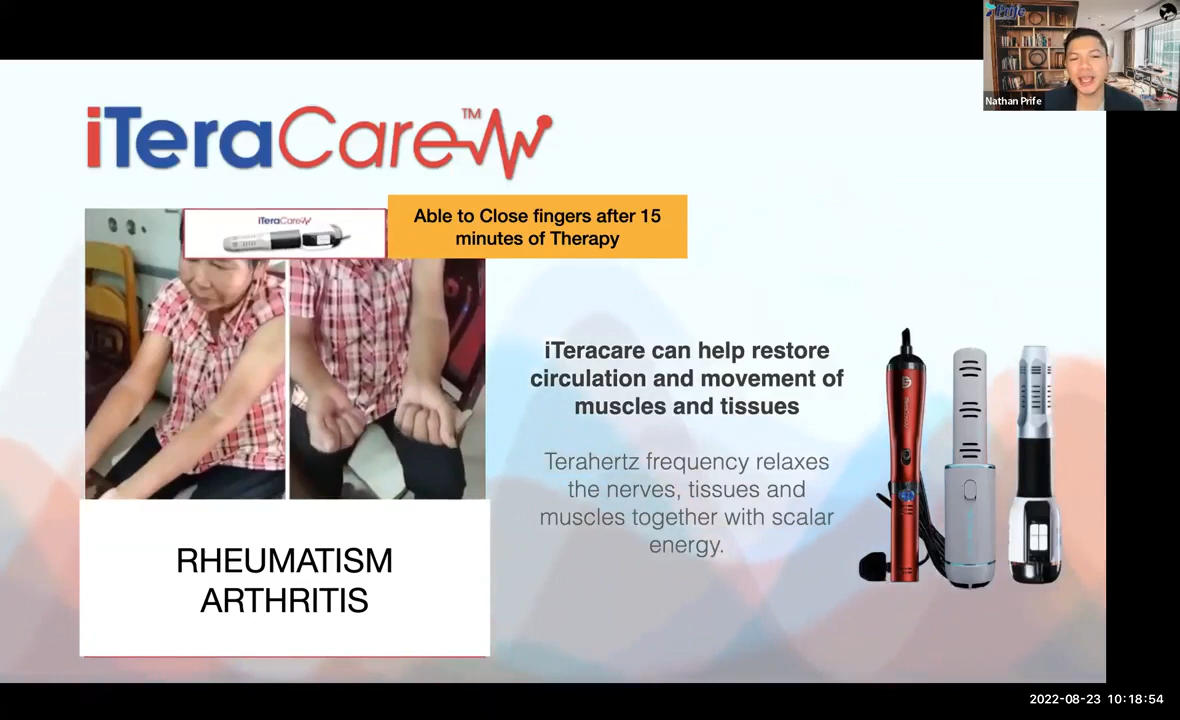 Prife
Nathan Prife
iTeraCare™
iTeraCare
Able to Close fingers after 15
minutes of Therapy
iTeracare can help restore
circulation and movement of
muscles and tissues
Terahertz frequency relaxes
the nerves, tissues and
muscles together with scalar
energy.
RHEUMATISM
ARTHRITIS
2022-08-23 10:18:54